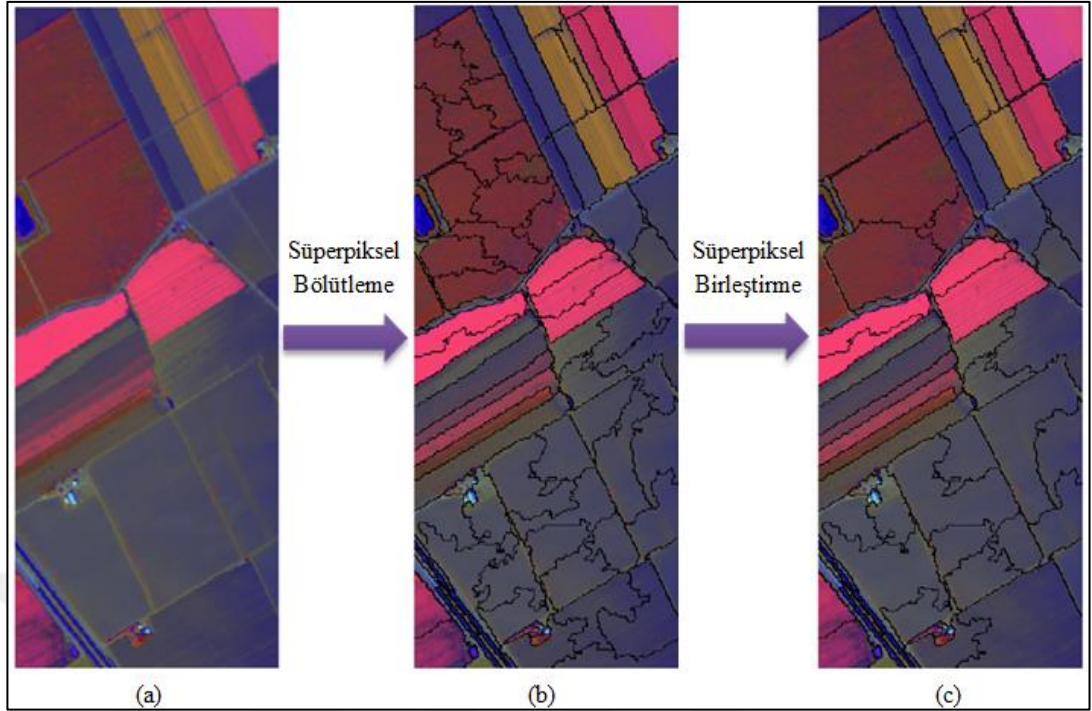 Süperpiksel
Bölütleme
Süperpiksel
Birleştirme
(a)
(b)
(c)